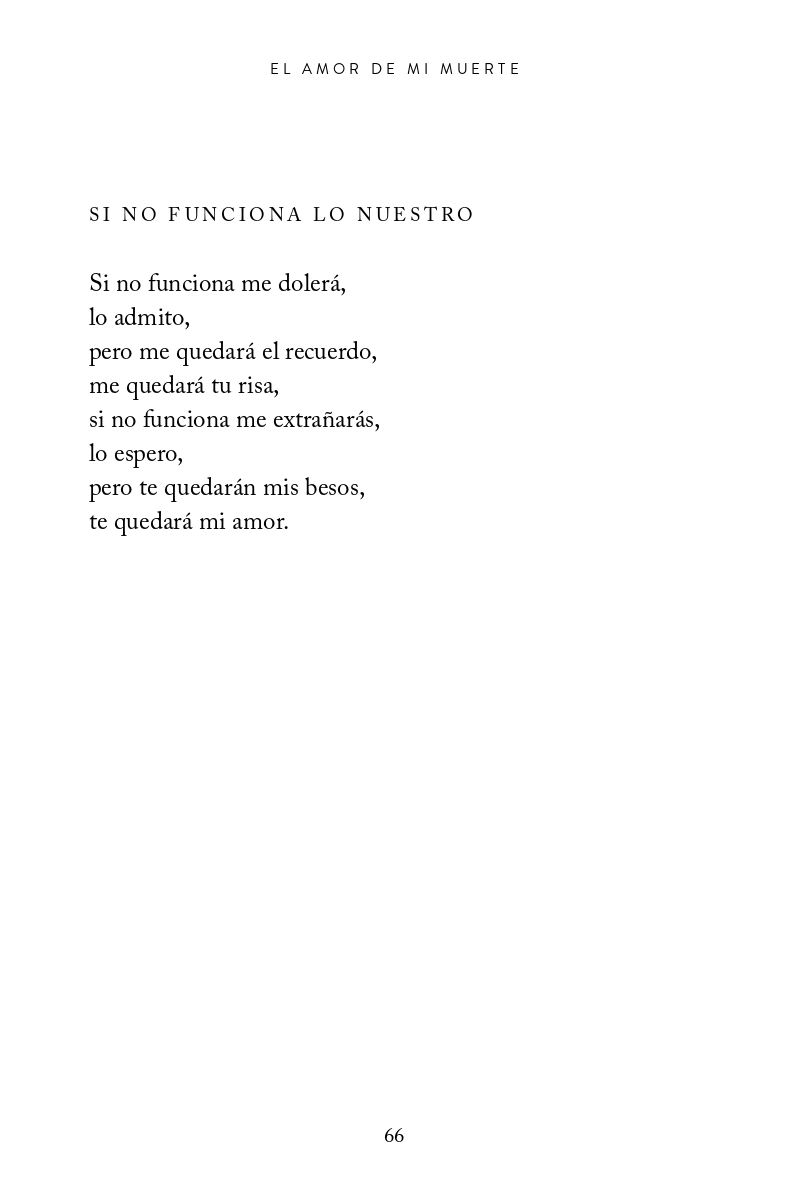 EL AMOR DE MI MUERTE
SI NO FUNCIONA LO NUESTRO
Si no funciona me dolerá,
lo admito,
pero me quedará el recuerdo,
me quedará tu risa,
si no funciona me extrañarás,
lo espero,
pero te quedarán mis besos,
te quedará mi amor.
66